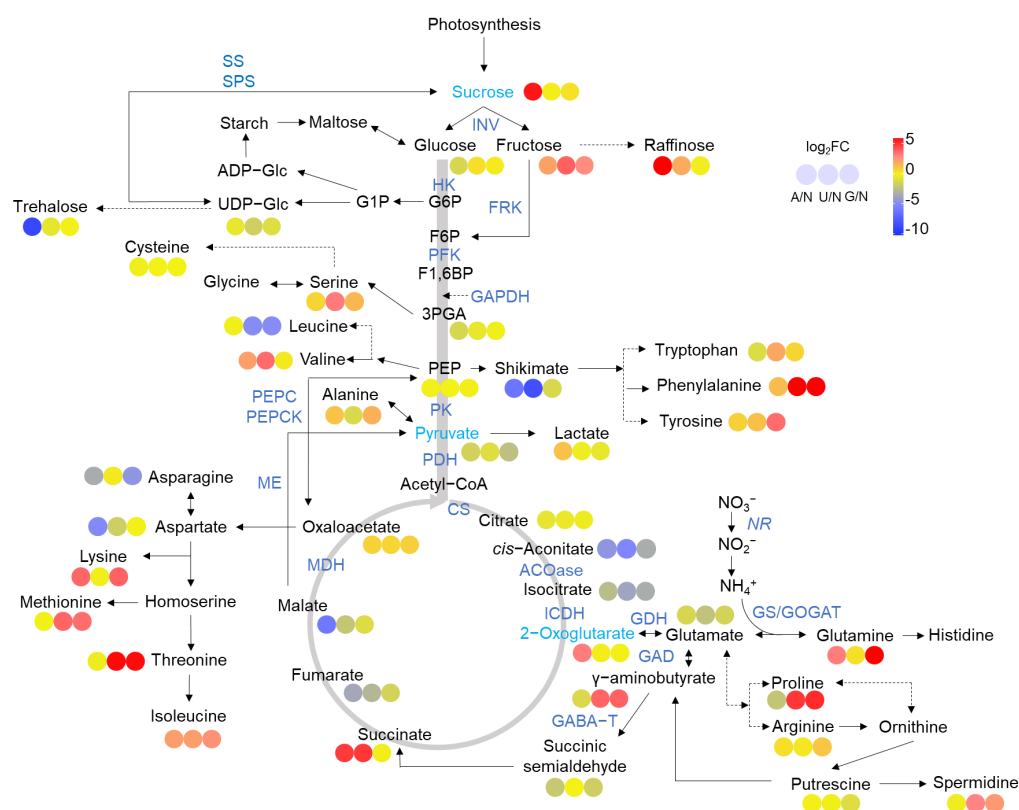 Photosynthesis
SS
SPS
Sucrose
INV
Starch
Maltose
Glucose
Fructose
Raffinose
log₂FC
A/N U/N G/N
5
0
-5
-10
ADP−Glc
HK
Trehalose
UDP−Glc
G1P
G6P
FRK
F6P
PFK
F1,6BP
Cysteine
Glycine
Serine
GAPDH
3PGA
Leucine
Valine
PEP
Shikimate
Tryptophan
Phenylalanine
Tyrosine
PEPC
PEPCK
Alanine
PK
Pyruvate
Lactate
PDH
Acetyl−CoA
ME
CS
Asparagine
Aspartate
Oxaloacetate
Citrate
cis−Aconitate
ACOase
Isocitrate
ICDH
2−Oxoglutarate
MDH
Lysine
Methionine
Homoserine
Malate
Threonine
Fumarate
Isoleucine
Succinate
NO₃⁻
NR
NO₂⁻
NH₄⁺
GS/GOGAT
GDH
Glutamate
Glutamine
Histidine
GAD
γ−aminobutyrate
GABA−T
Proline
Arginine
Ornithine
Succinic
semialdehyde
Putrescine
Spermidine